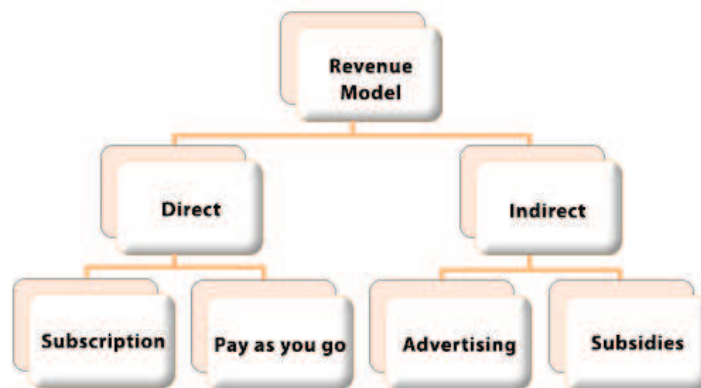 Revenue
Model
Direct
Indirect
Subscription
Pay as you go
Advertising
Subsidies